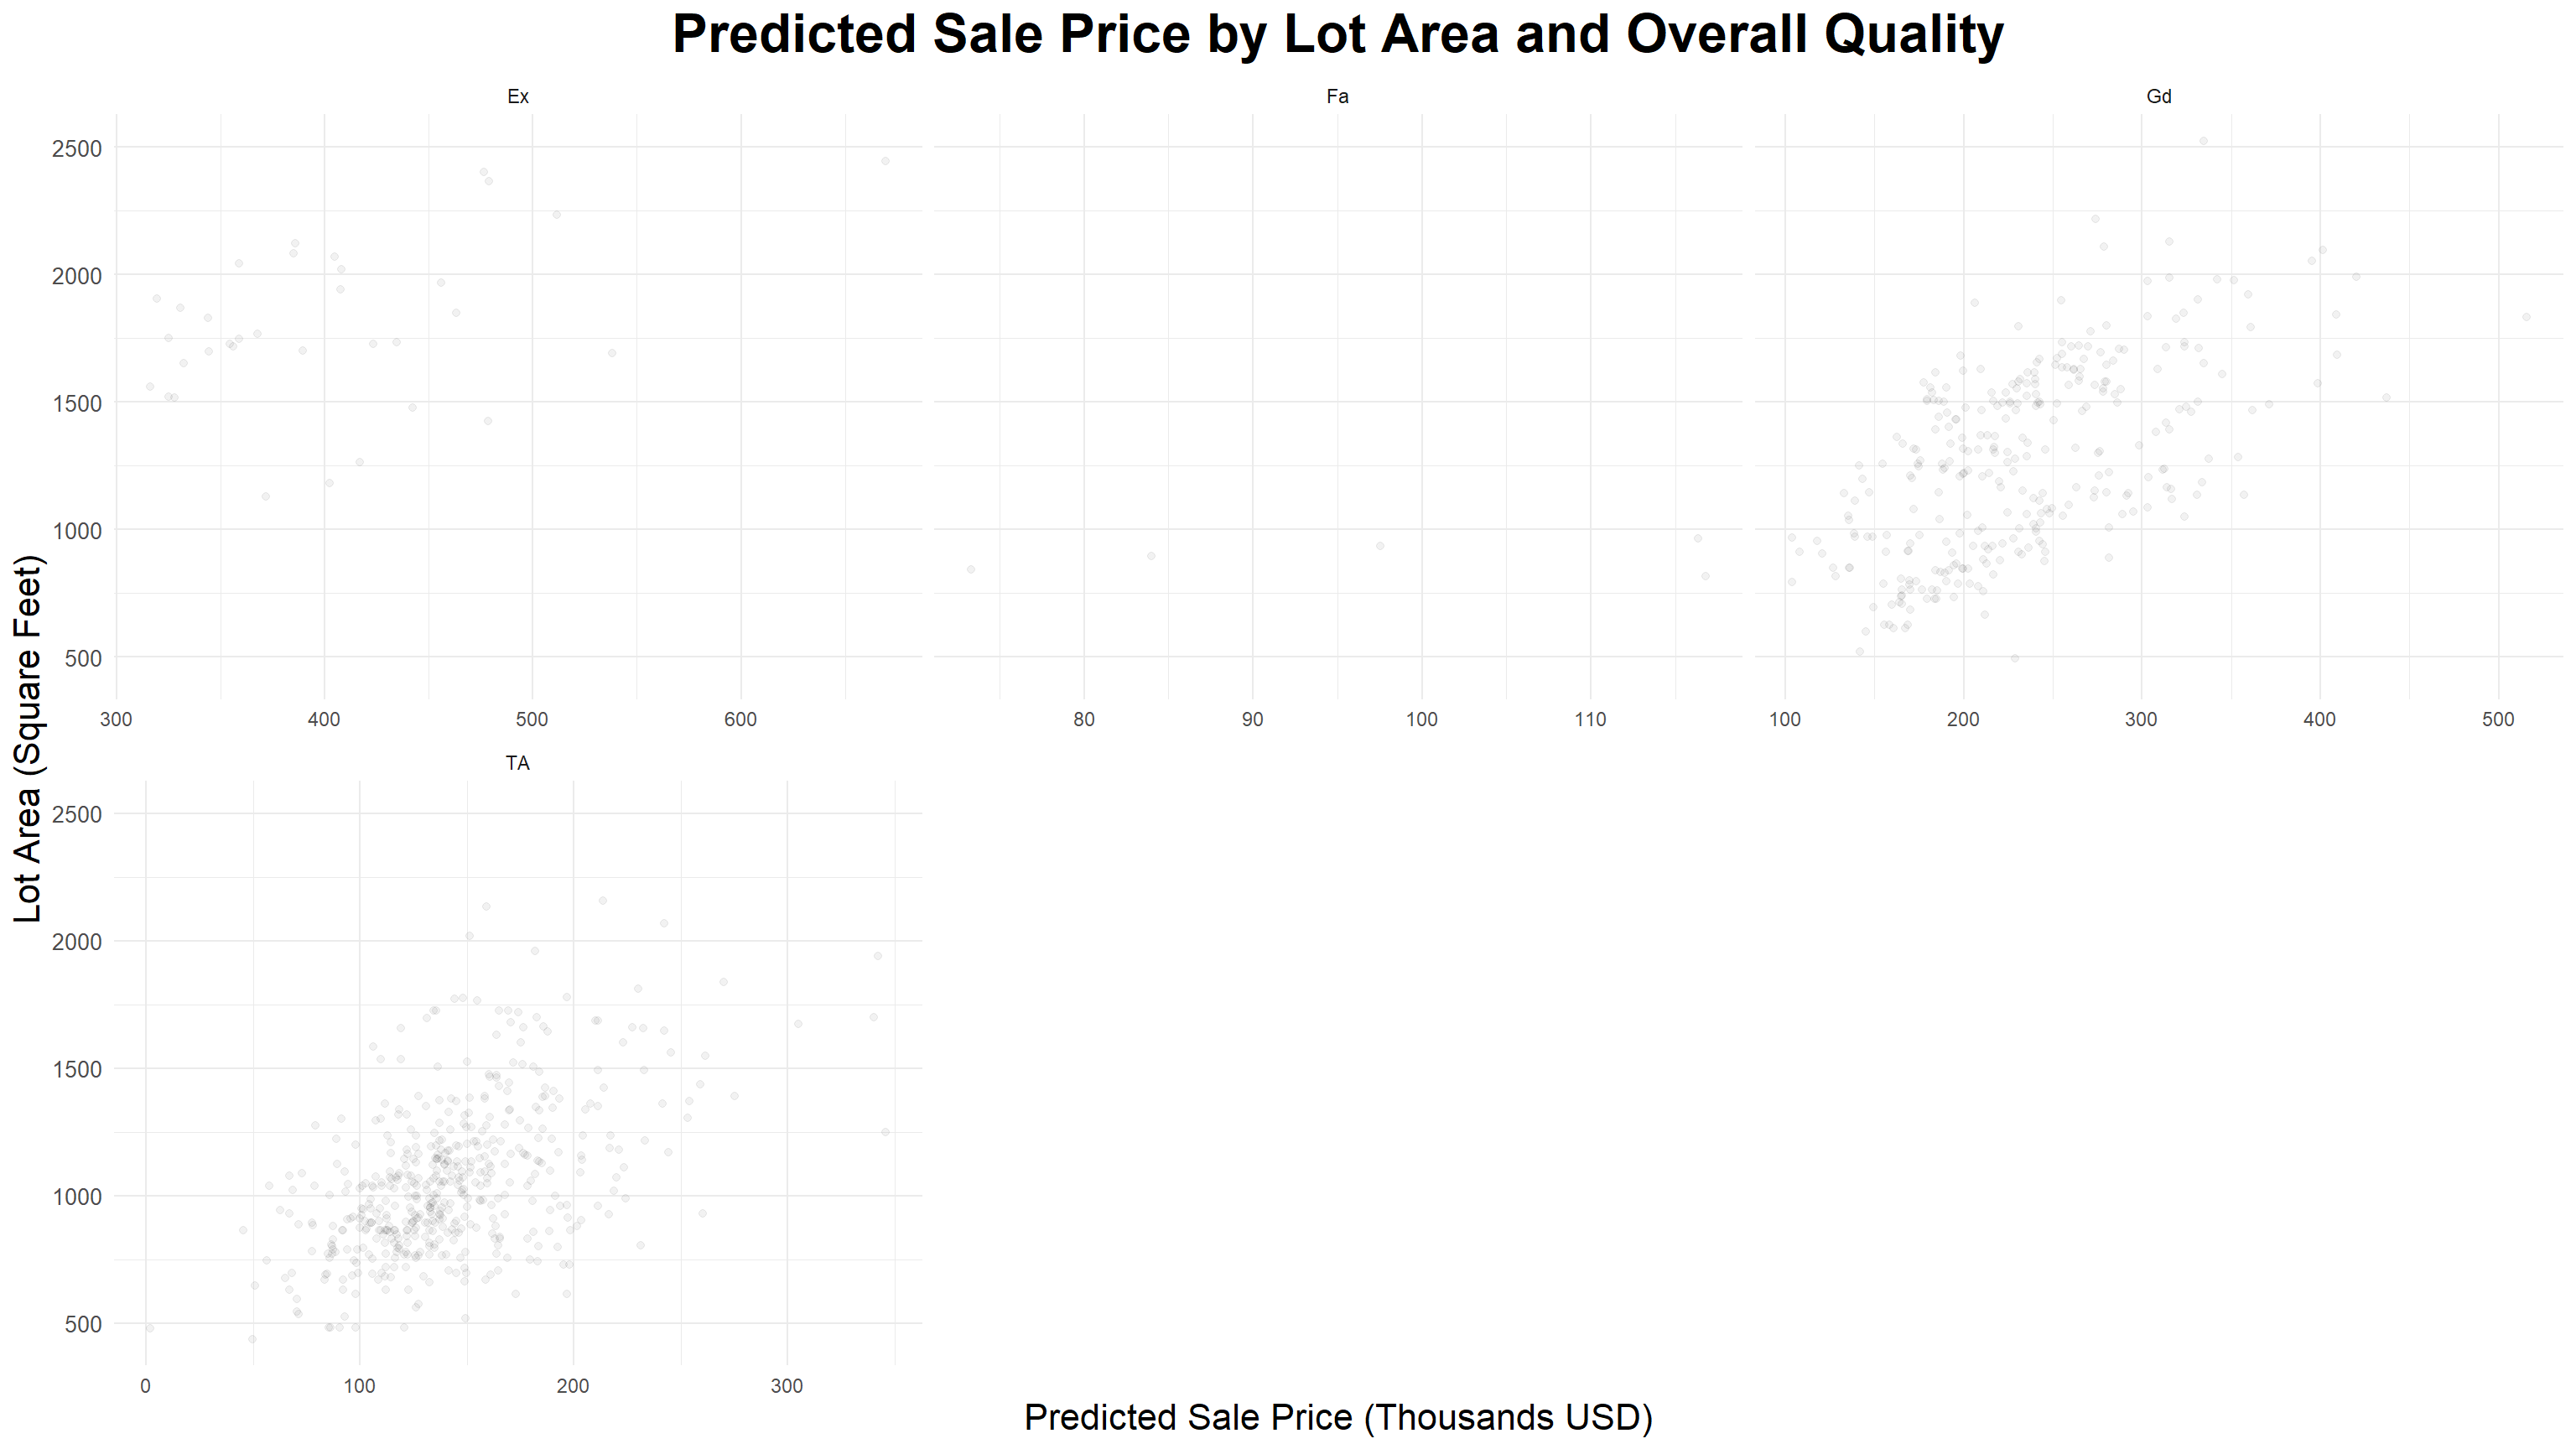 Predicted Sale Price by Lot Area and Overall Quality
Ex
Fa
Gd
2500
2000
1500
1000
500
300 400 500 600
80 90 100 110
100 200 300 400 500
Lot Area (Square Feet)
TA
2500
2000
1500
1000
500
0 100 200 300
Predicted Sale Price (Thousands USD)